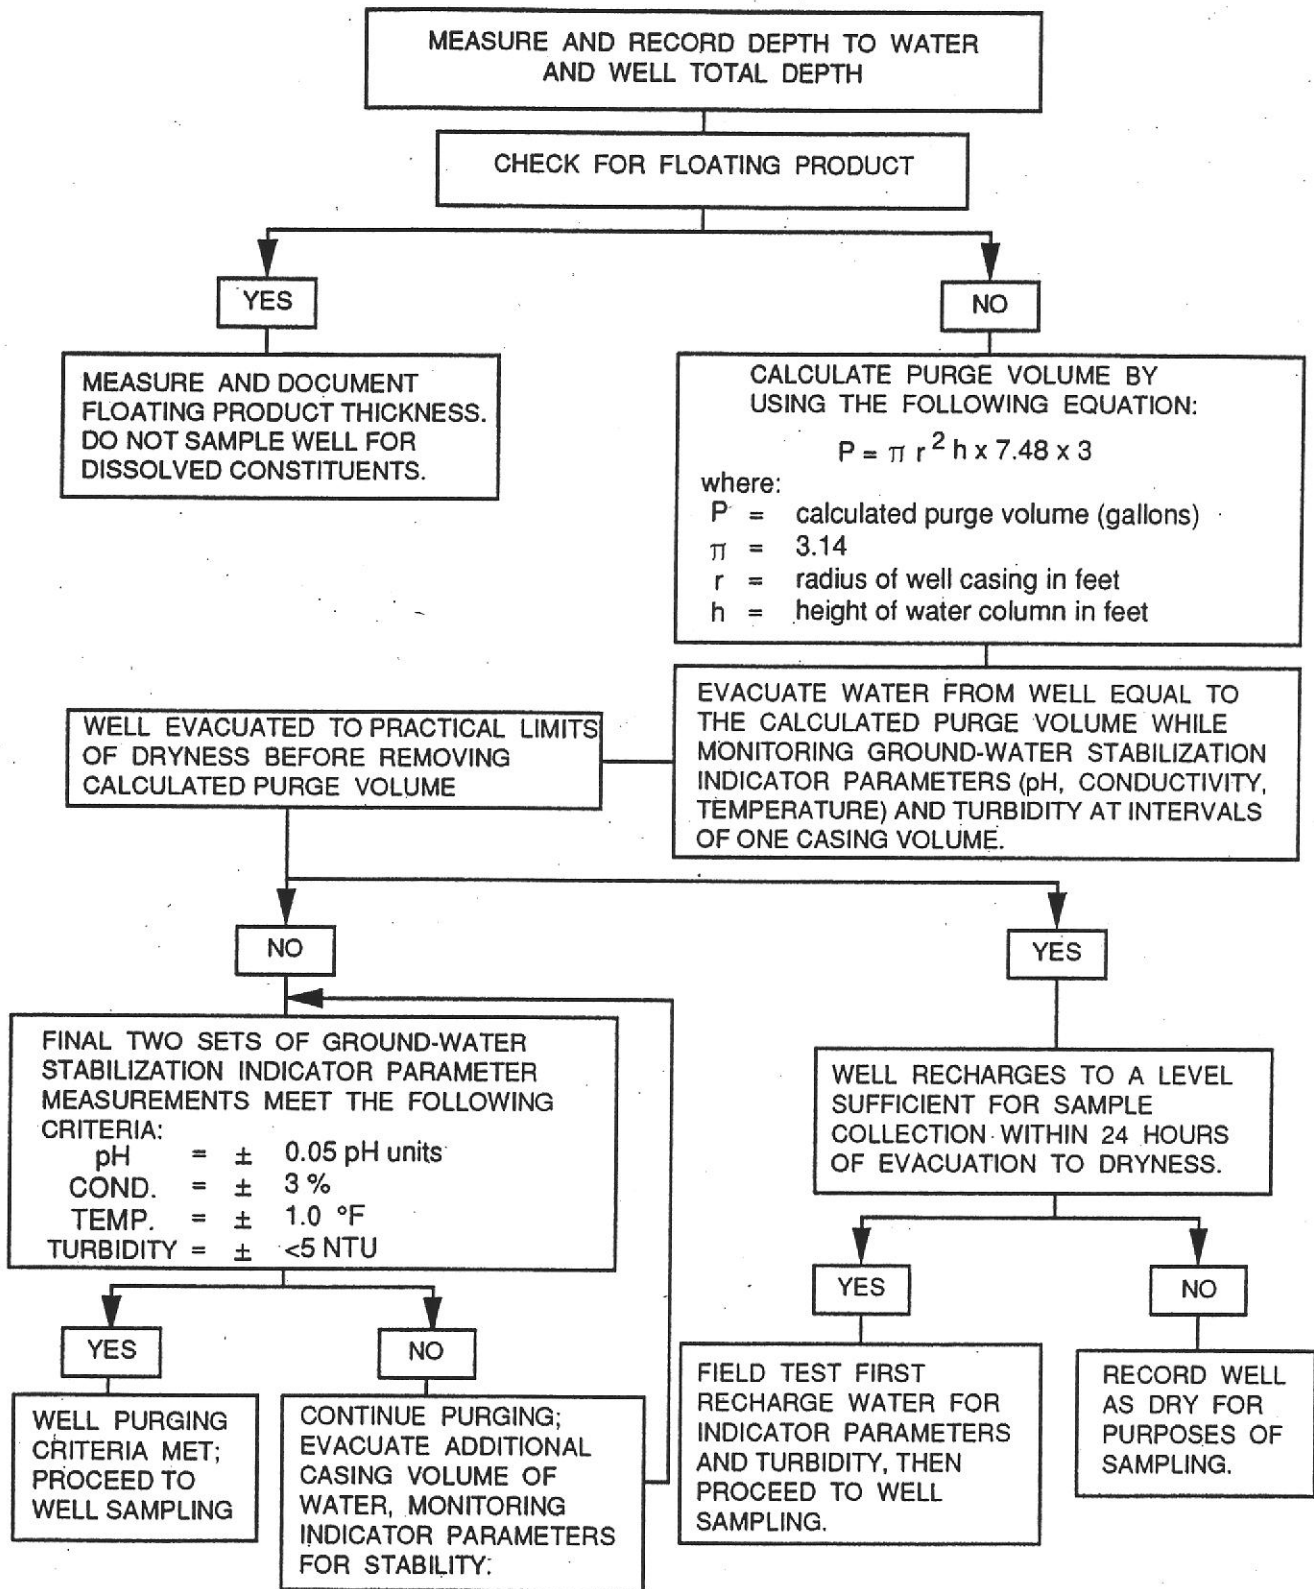 MEASURE AND RECORD DEPTH TO WATER
AND WELL TOTAL DEPTH
CHECK FOR FLOATING PRODUCT
YES
NO
MEASURE AND DOCUMENT
FLOATING PRODUCT THICKNESS.
DO NOT SAMPLE WELL FOR
DISSOLVED CONSTITUENTS.
CALCULATE PURGE VOLUME BY
USING THE FOLLOWING EQUATION:
P = π r² h x 7.48 x 3
where:
P = calculated purge volume (gallons)
π = 3.14
r = radius of well casing in feet
h = height of water column in feet
EVACUATE WATER FROM WELL EQUAL TO
THE CALCULATED PURGE VOLUME WHILE
MONITORING GROUND-WATER STABILIZATION
INDICATOR PARAMETERS (pH, CONDUCTIVITY,
TEMPERATURE) AND TURBIDITY AT INTERVALS
OF ONE CASING VOLUME.
WELL EVACUATED TO PRACTICAL LIMITS
OF DRYNESS BEFORE REMOVING
CALCULATED PURGE VOLUME
NO
YES
FINAL TWO SETS OF GROUND-WATER
STABILIZATION INDICATOR PARAMETER
MEASUREMENTS MEET THE FOLLOWING
CRITERIA:
pH = ± 0.05 pH units
COND. = ± 3 %
TEMP. = ± 1.0 °F
TURBIDITY = ± <5 NTU
WELL RECHARGES TO A LEVEL
SUFFICIENT FOR SAMPLE
COLLECTION WITHIN 24 HOURS
OF EVACUATION TO DRYNESS.
YES
NO
YES
NO
WELL PURGING
CRITERIA MET;
PROCEED TO
WELL SAMPLING
CONTINUE PURGING;
EVACUATE ADDITIONAL
CASING VOLUME OF
WATER, MONITORING
INDICATOR PARAMETERS
FOR STABILITY.
FIELD TEST FIRST
RECHARGE WATER FOR
INDICATOR PARAMETERS
AND TURBIDITY, THEN
PROCEED TO WELL
SAMPLING.
RECORD WELL
AS DRY FOR
PURPOSES OF
SAMPLING.